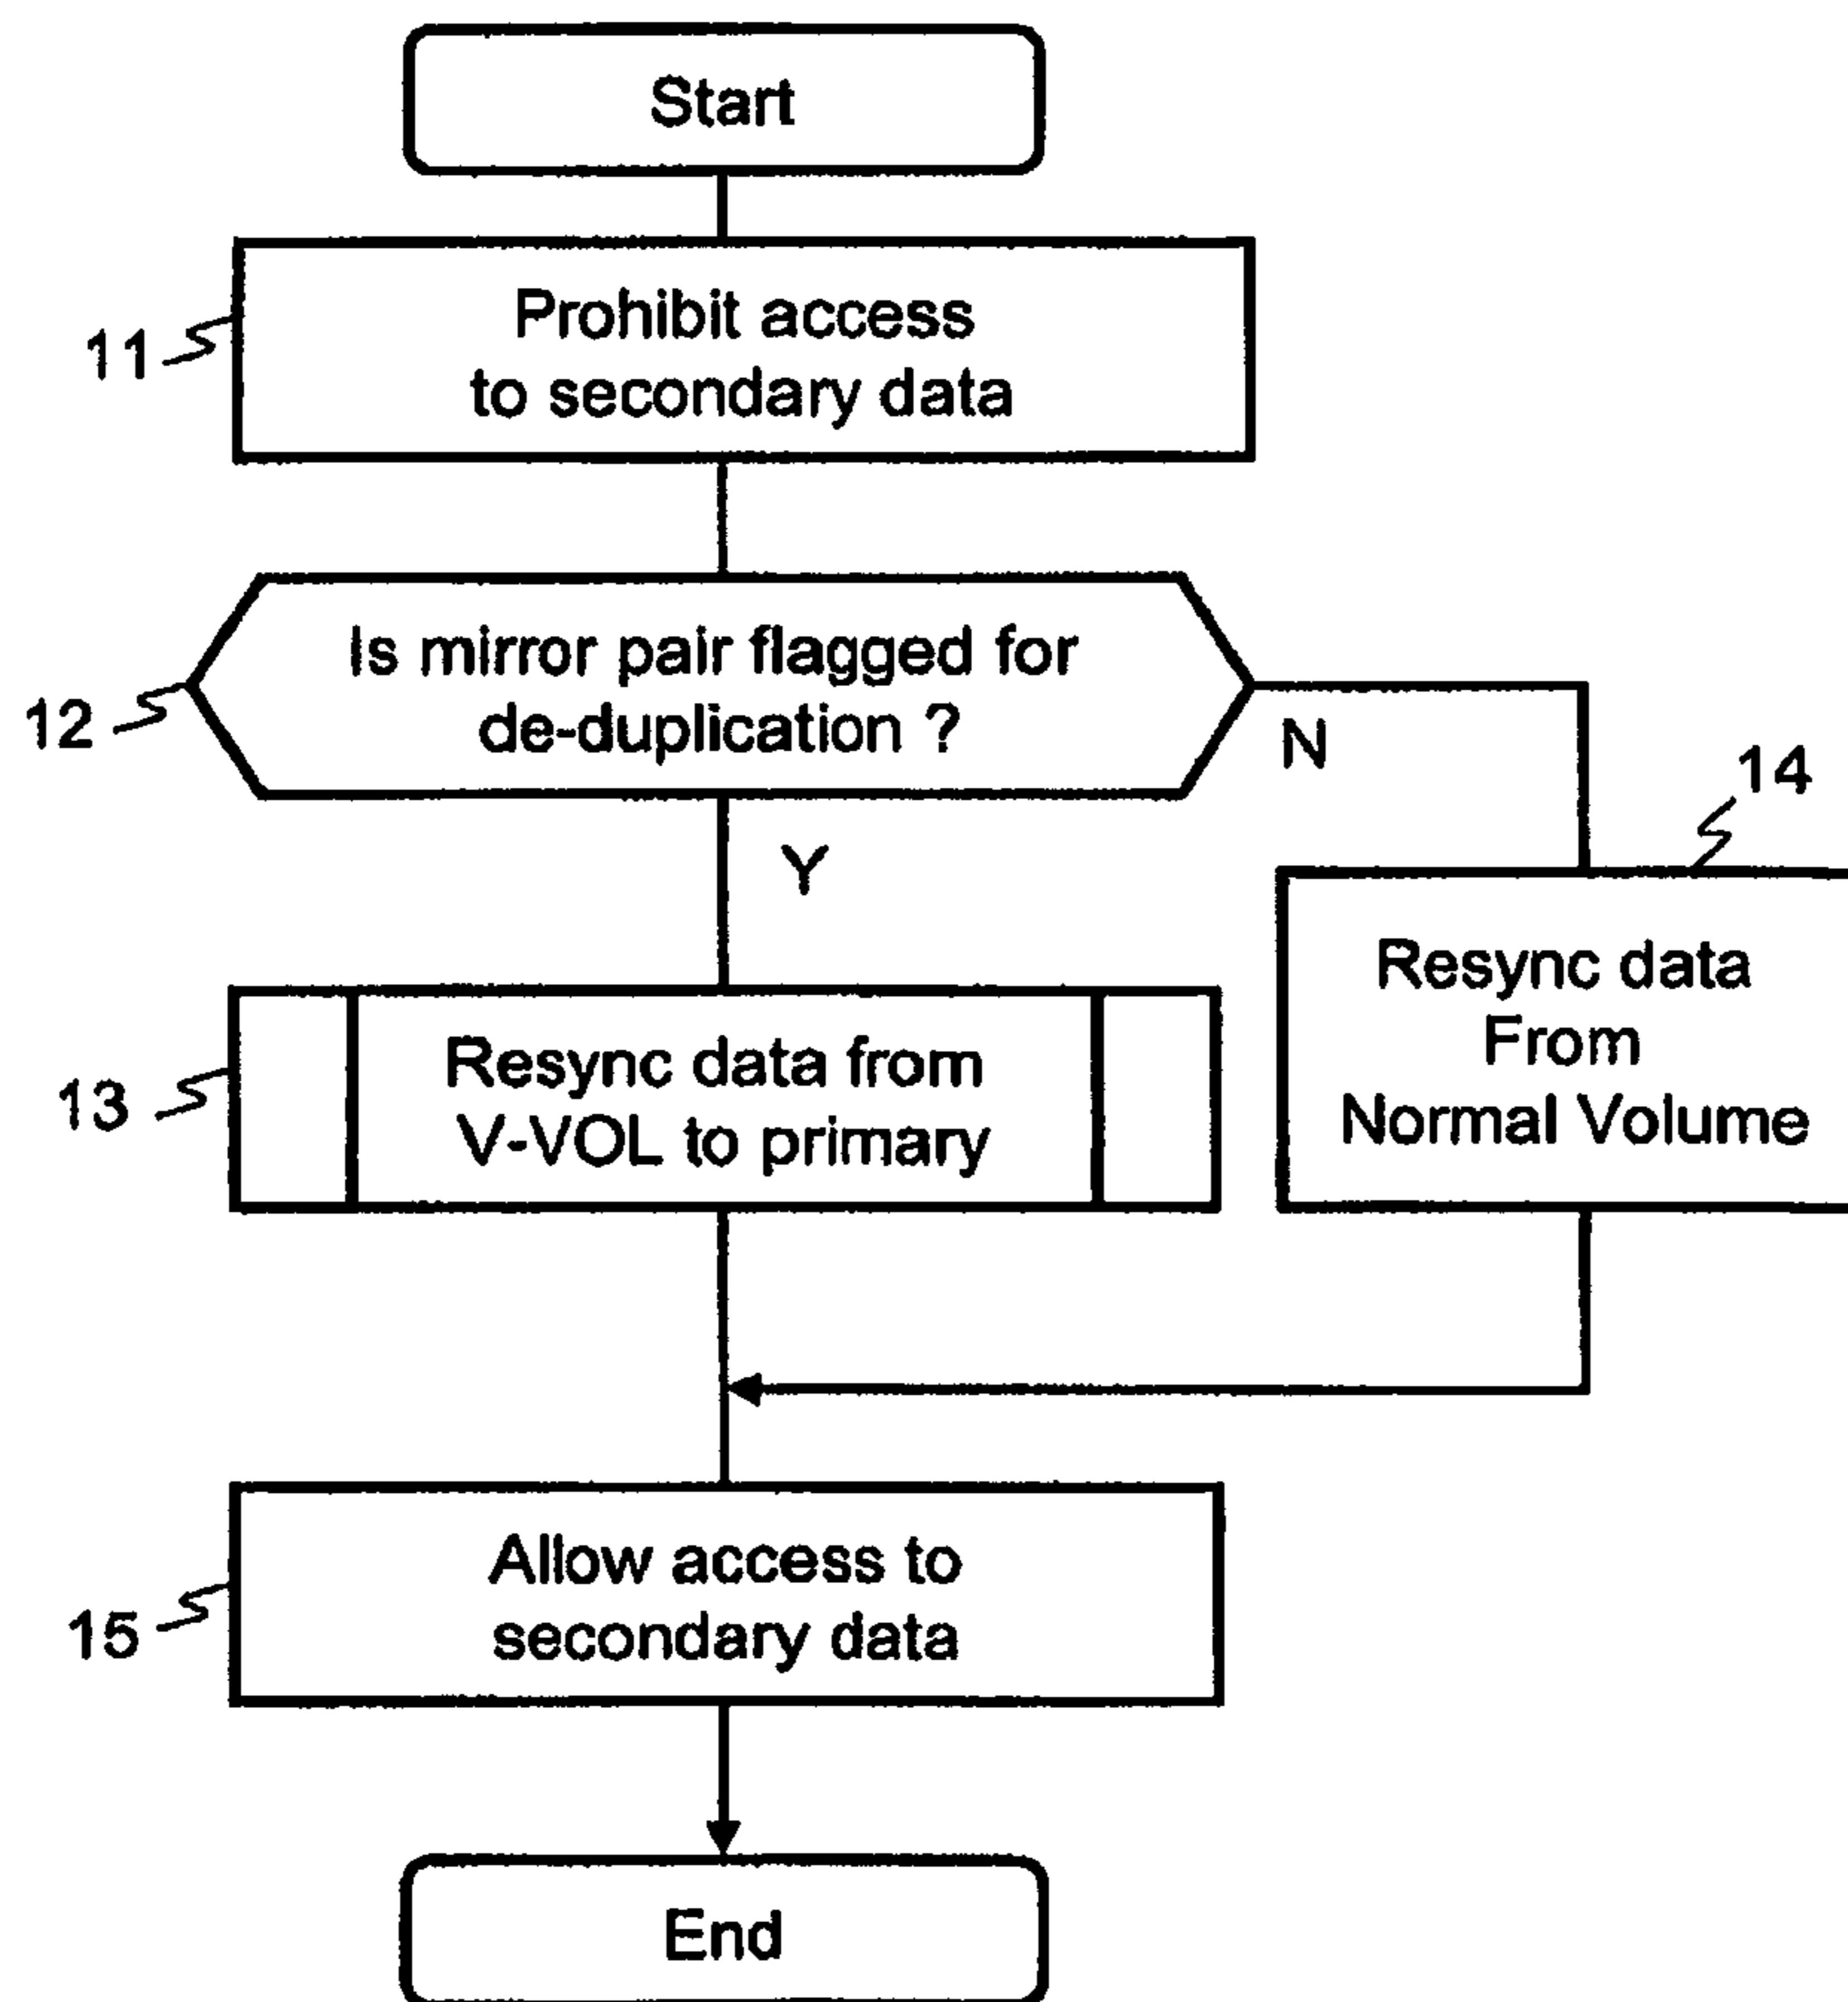 Start
11
Prohibit access
to secondary data
12
Is mirror pair flagged for
de-duplication ?
N
Y
14
Resync data
From
Normal Volume
13
Resync data from
V-VOL to primary
15
Allow access to
secondary data
End